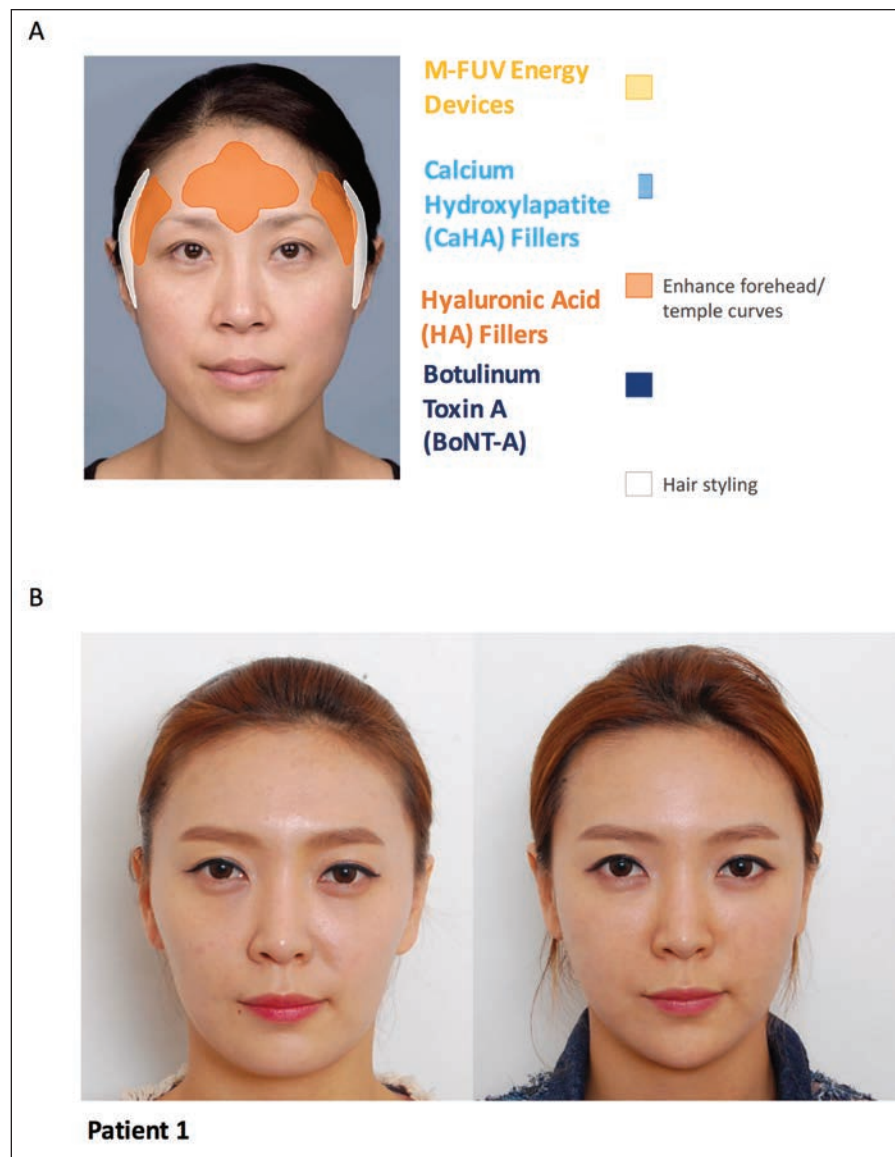 A
M-FUV Energy
Devices
Calcium
Hydroxylapatite
(CaHA) Fillers
Hyaluronic Acid
(HA) Fillers
Enhance forehead/
temple curves
Botulinum
Toxin A
(BoNT-A)
Hair styling
B
Patient 1